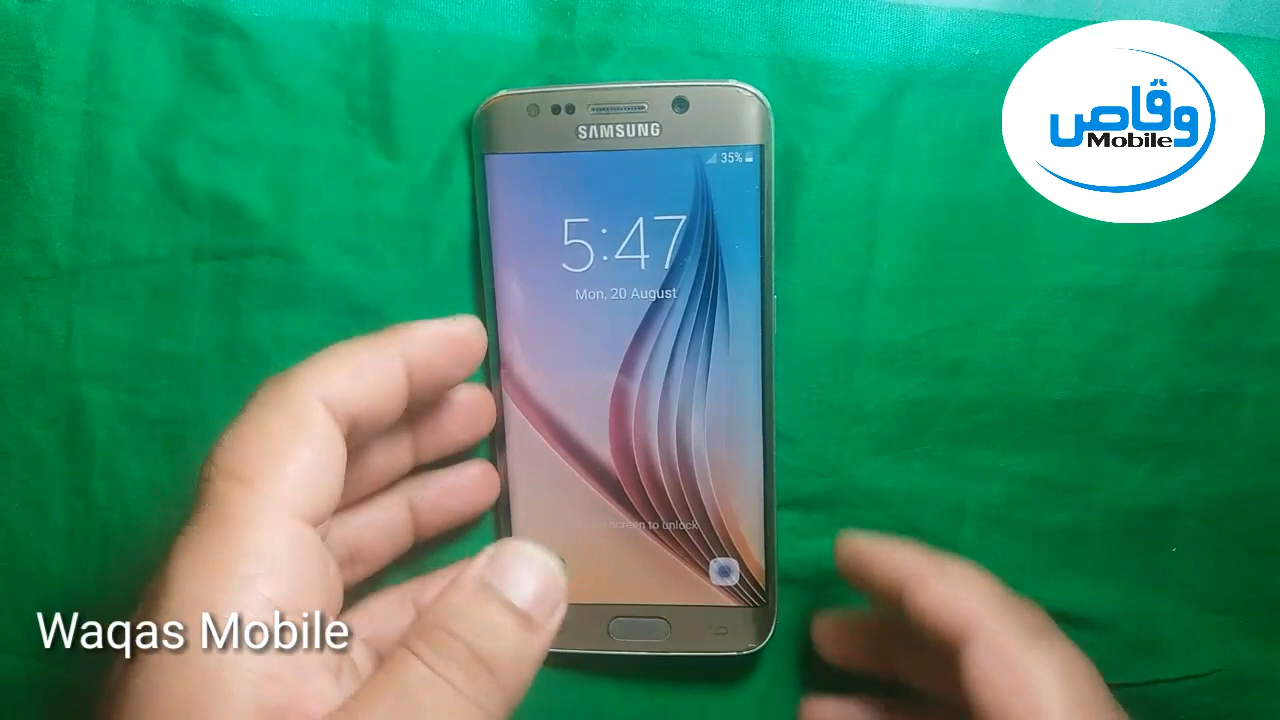 وقاص
Mobile
SAMSUNG
35%
5:47
Mon, 20 August
screen to unlock
Waqas Mobile